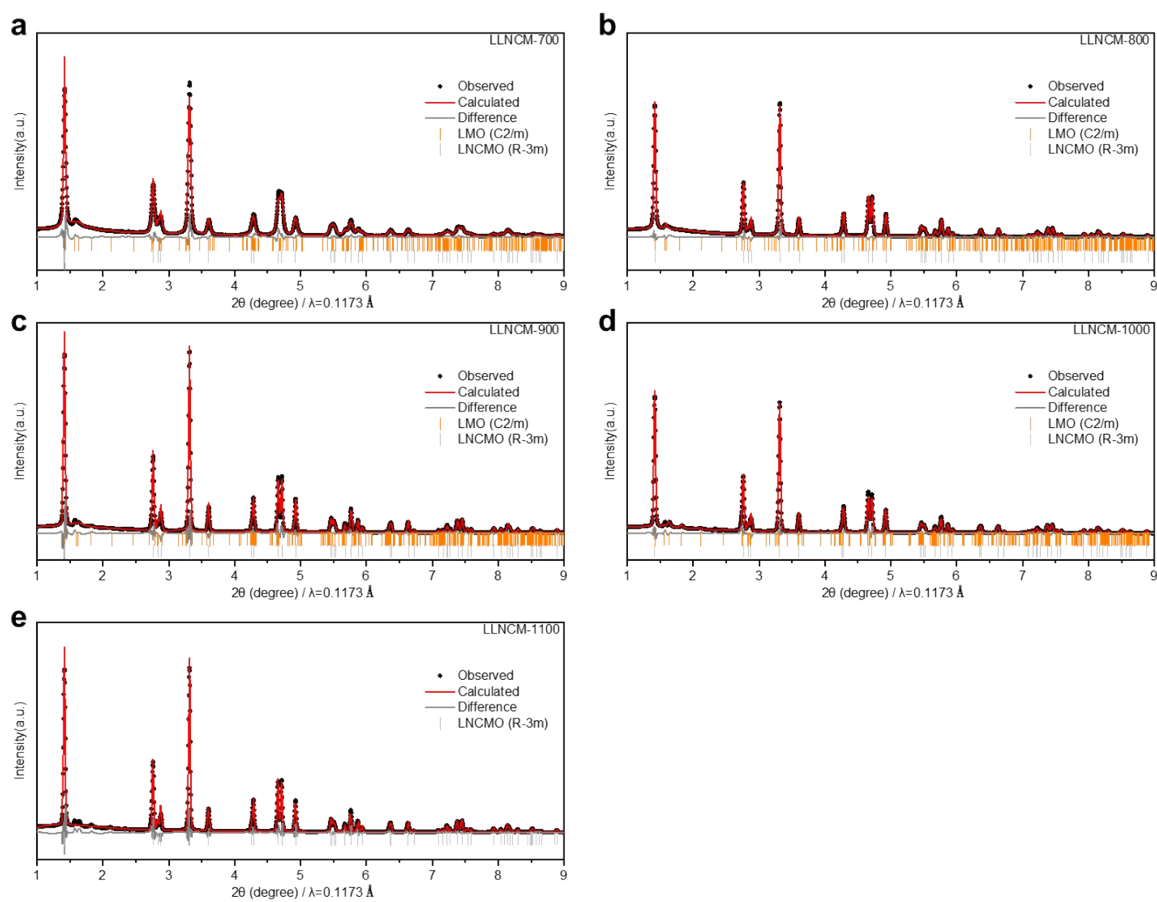 a
LLNCM-700
Observed
Calculated
Difference
LMO (C2/m)
LNCMO (R-3m)
Intensity(a.u.)
1 2 3 4 5 6 7 8 9
2θ (degree) / λ=0.1173 Å
b
LLNCM-800
Observed
Calculated
Difference
LMO (C2/m)
LNCMO (R-3m)
Intensity(a.u.)
1 2 3 4 5 6 7 8 9
2θ (degree) / λ=0.1173 Å
c
LLNCM-900
Observed
Calculated
Difference
LMO (C2/m)
LNCMO (R-3m)
Intensity(a.u.)
1 2 3 4 5 6 7 8 9
2θ (degree) / λ=0.1173 Å
d
LLNCM-1000
Observed
Calculated
Difference
LMO (C2/m)
LNCMO (R-3m)
Intensity(a.u.)
1 2 3 4 5 6 7 8 9
2θ (degree) / λ=0.1173 Å
e
LLNCM-1100
Observed
Calculated
Difference
LNCMO (R-3m)
Intensity(a.u.)
1 2 3 4 5 6 7 8 9
2θ (degree) / λ=0.1173 Å